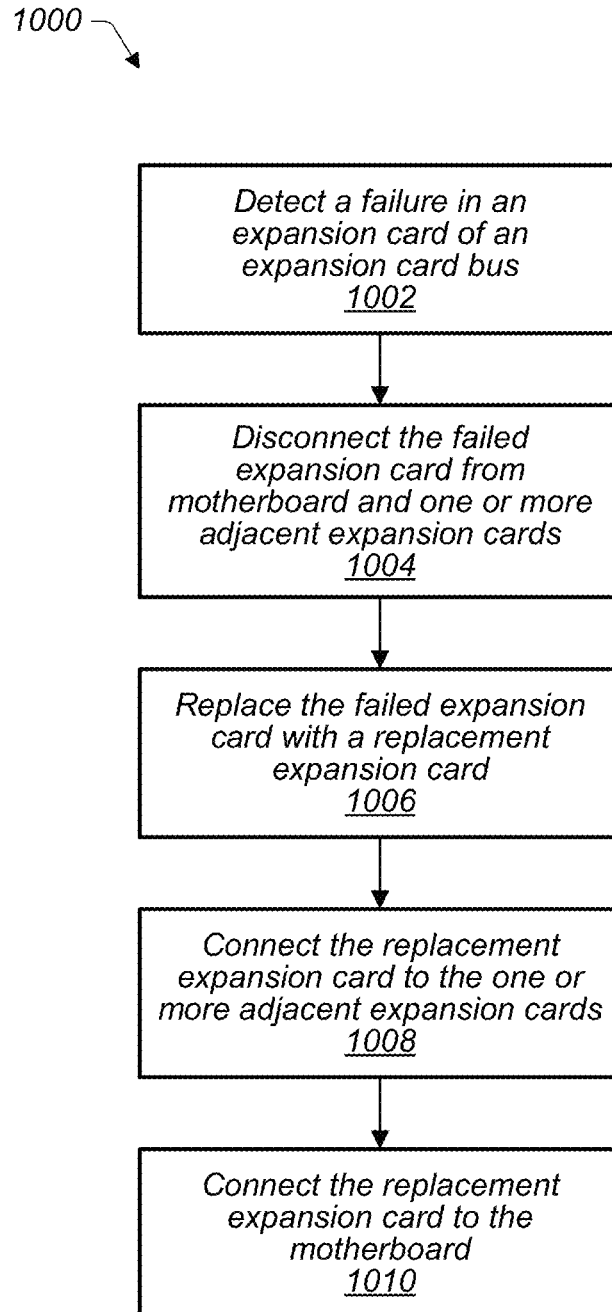 1000
Detect a failure in an
expansion card of an
expansion card bus
1002
Disconnect the failed
expansion card from
motherboard and one or more
adjacent expansion cards
1004
Replace the failed expansion
card with a replacement
expansion card
1006
Connect the replacement
expansion card to the one or
more adjacent expansion cards
1008
Connect the replacement
expansion card to the
motherboard
1010